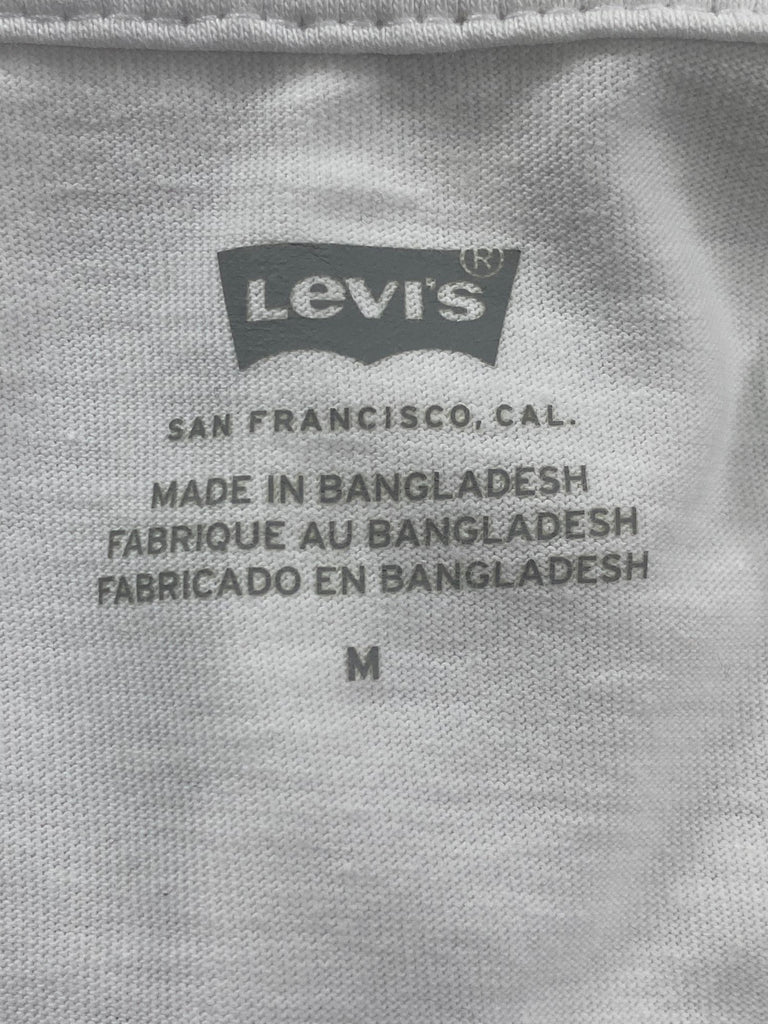 Levi's®
SAN FRANCISCO, CAL.
MADE IN BANGLADESH
FABRIQUE AU BANGLADESH
FABRICADO EN BANGLADESH
M